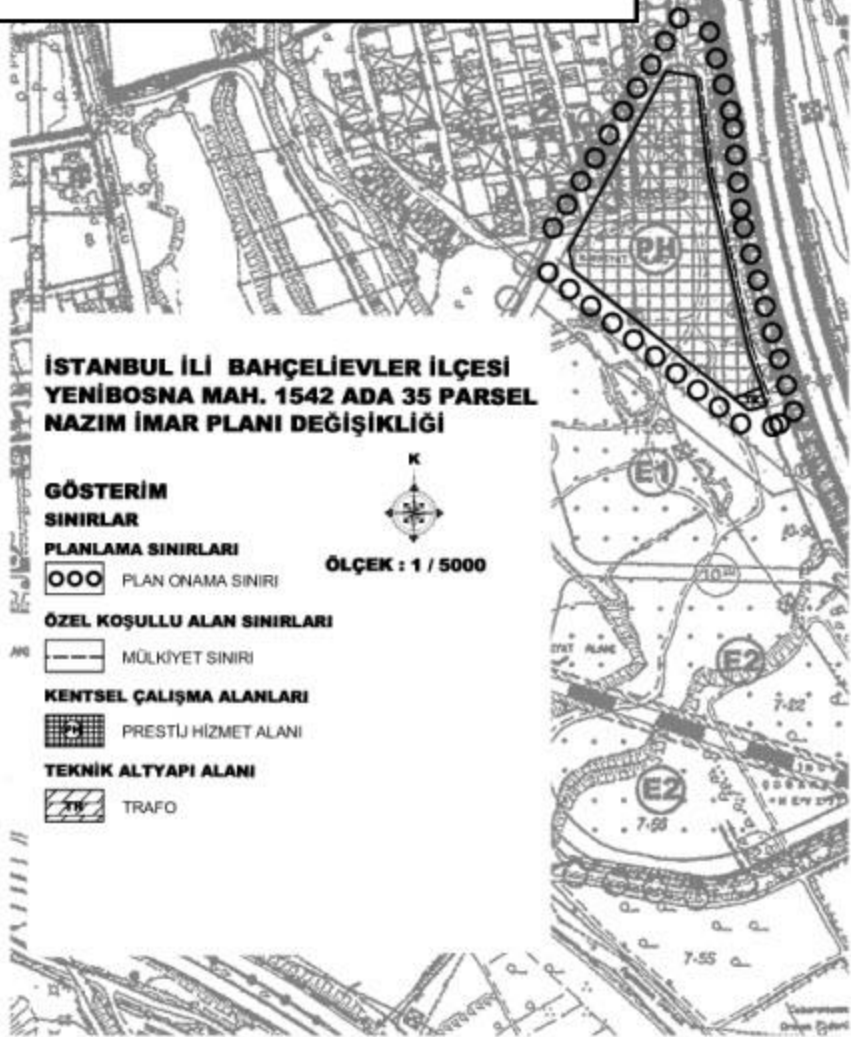 İSTANBUL İLİ BAHÇELİEVLER İLÇESİ
YENİBOSNA MAH. 1542 ADA 35 PARSEL
NAZIM İMAR PLANI DEĞİŞİKLİĞİ
K
GÖSTERİM
SINIRLAR
ÖLÇEK : 1 / 5000
PLANLAMA SINIRLARI
PLAN ONAMA SINIRI
ÖZEL KOŞULLU ALAN SINIRLARI
MÜLKİYET SINIRI
KENTSEL ÇALIŞMA ALANLARI
PH
PRESTİJ HİZMET ALANI
TEKNİK ALTYAPI ALANI
TR
TRAFO
PH
E1
E2
7-22
E2
7-55